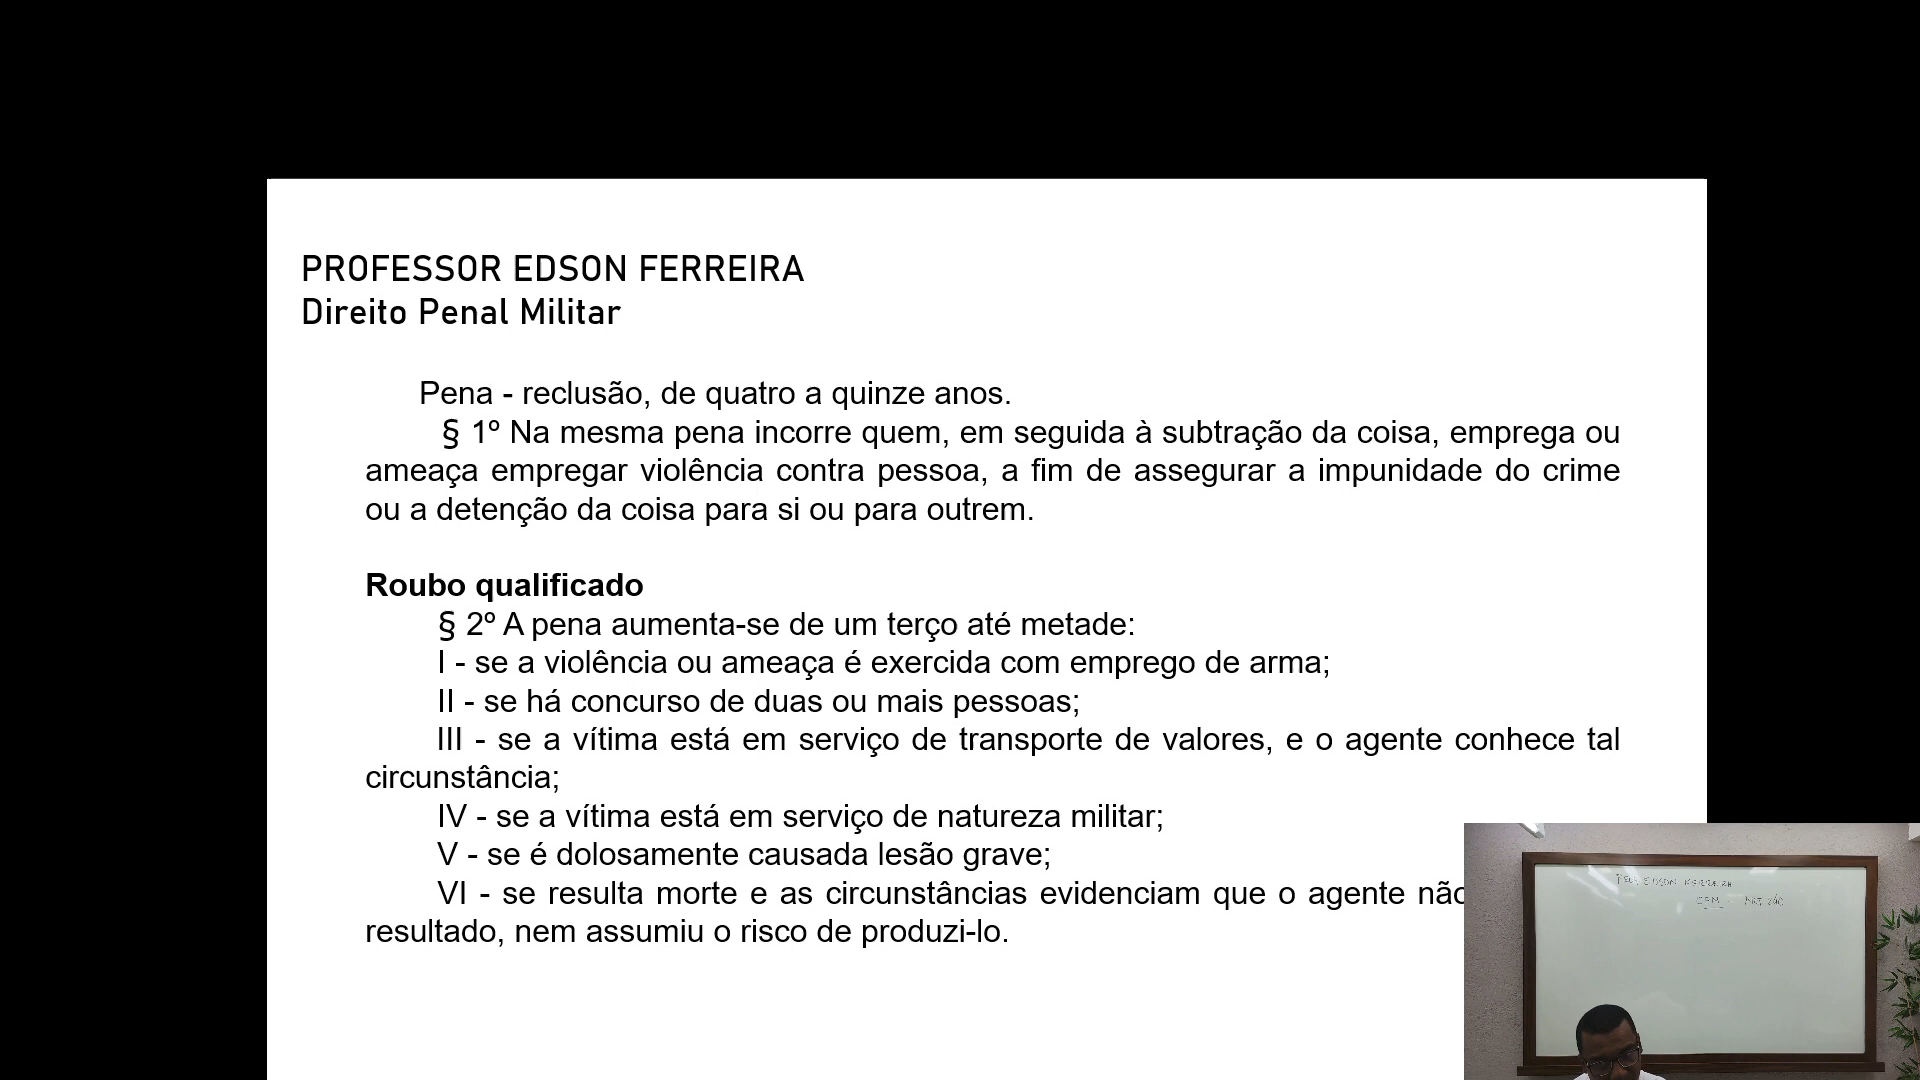 PROFESSOR EDSON FERREIRA
Direito Penal Militar
Pena - reclusão, de quatro a quinze anos.
§ 1º Na mesma pena incorre quem, em seguida à subtração da coisa, emprega ou
ameaça empregar violência contra pessoa, a fim de assegurar a impunidade do crime
ou a detenção da coisa para si ou para outrem.
Roubo qualificado
§ 2º A pena aumenta-se de um terço até metade:
I - se a violência ou ameaça é exercida com emprego de arma;
II - se há concurso de duas ou mais pessoas;
III - se a vítima está em serviço de transporte de valores, e o agente conhece tal
circunstância;
IV - se a vítima está em serviço de natureza militar;
V - se é dolosamente causada lesão grave;
VI - se resulta morte e as circunstâncias evidenciam que o agente não
resultado, nem assumiu o risco de produzi-lo.
EDSON FERREIRA
CPM